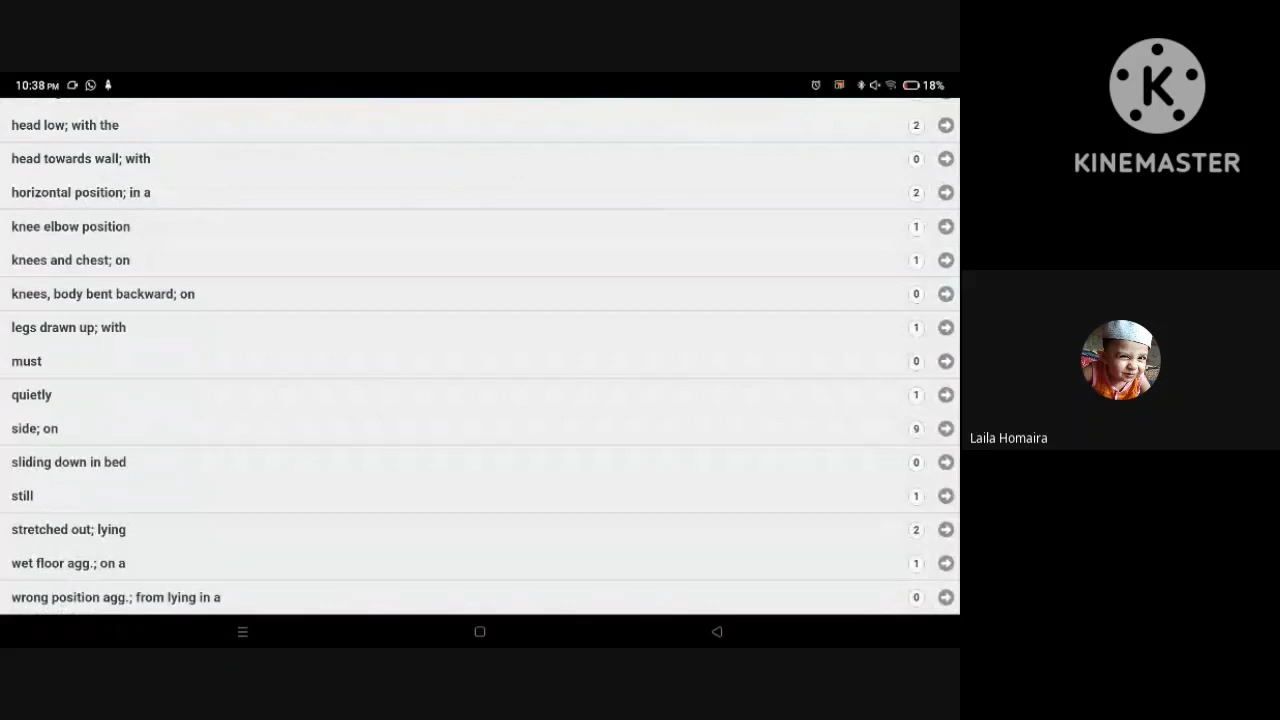 10:38 PM
18%
head low; with the 2
head towards wall; with 0
horizontal position; in a 2
knee elbow position 1
knees and chest; on 1
knees, body bent backward; on 0
legs drawn up; with 1
must 0
quietly 1
side; on 9
sliding down in bed 0
still 1
stretched out; lying 2
wet floor agg.; on a 1
wrong position agg.; from lying in a 0
K
KINEMASTER
Laila Homaira